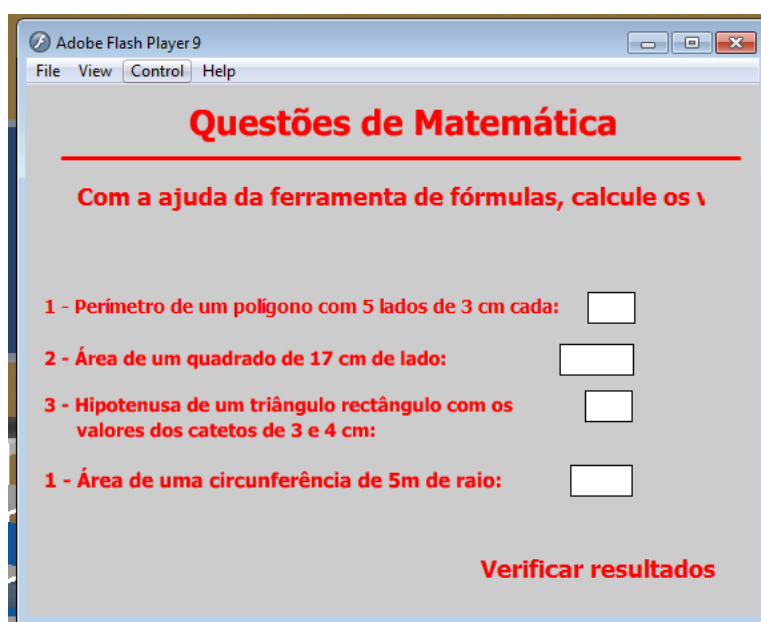 Adobe Flash Player 9
File View Control Help
Questões de Matemática
Com a ajuda da ferramenta de fórmulas, calcule os
1 - Perímetro de um polígono com 5 lados de 3 cm cada:
2 - Área de um quadrado de 17 cm de lado:
3 - Hipotenusa de um triângulo rectângulo com os
valores dos catetos de 3 e 4 cm:
1 - Área de uma circunferência de 5m de raio:
Verificar resultados